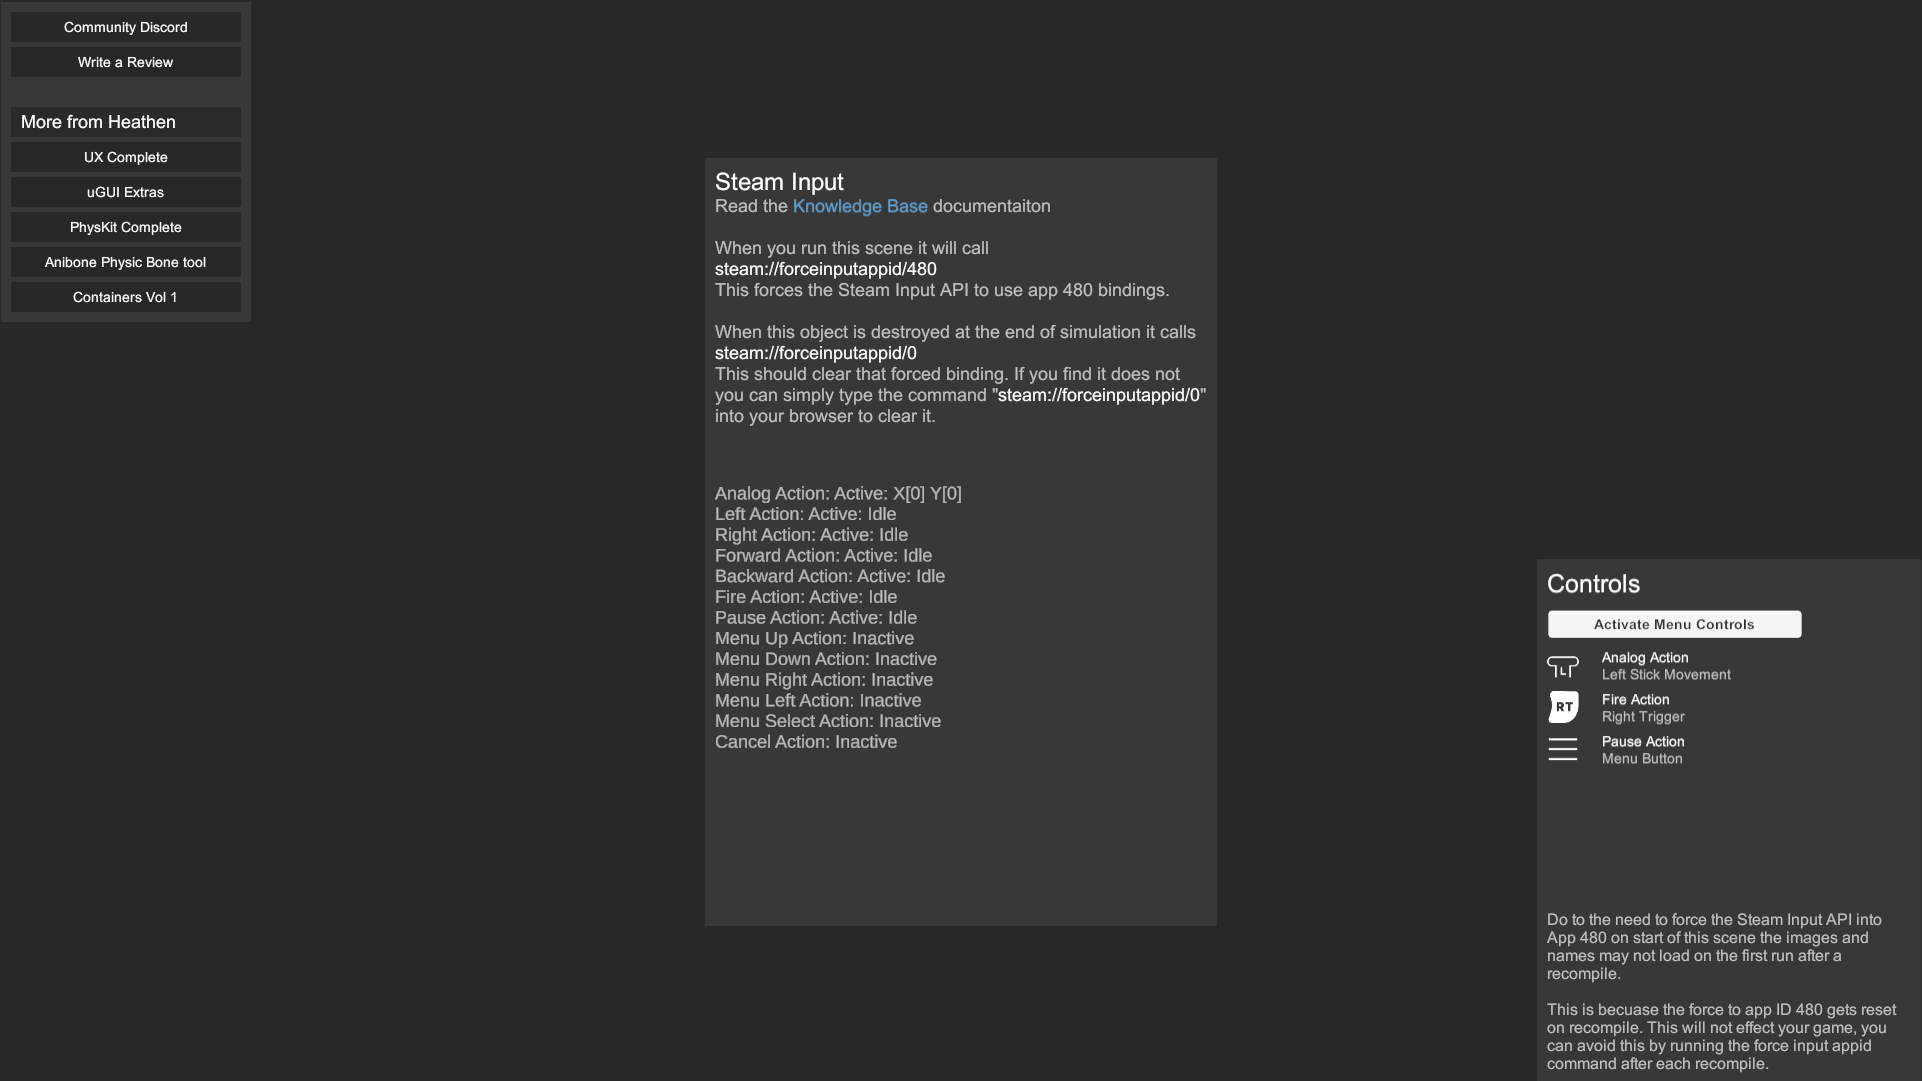 Community Discord
Write a Review
More from Heathen
UX Complete
uGUI Extras
PhysKit Complete
Anibone Physic Bone tool
Containers Vol 1
Steam Input
Read the Knowledge Base documentaiton
When you run this scene it will call
steam://forceinputappid/480
This forces the Steam Input API to use app 480 bindings.
When this object is destroyed at the end of simulation it calls
steam://forceinputappid/0
This should clear that forced binding. If you find it does not
you can simply type the command "steam://forceinputappid/0"
into your browser to clear it.
Analog Action: Active: X[0] Y[0]
Left Action: Active: Idle
Right Action: Active: Idle
Forward Action: Active: Idle
Backward Action: Active: Idle
Fire Action: Active: Idle
Pause Action: Active: Idle
Menu Up Action: Inactive
Menu Down Action: Inactive
Menu Right Action: Inactive
Menu Left Action: Inactive
Menu Select Action: Inactive
Cancel Action: Inactive
Controls
Activate Menu Controls
L
Analog Action
Left Stick Movement
RT
Fire Action
Right Trigger
Pause Action
Menu Button
Do to the need to force the Steam Input API into
App 480 on start of this scene the images and
names may not load on the first run after a
recompile.
This is becuase the force to app ID 480 gets reset
on recompile. This will not effect your game, you
can avoid this by running the force input appid
command after each recompile.